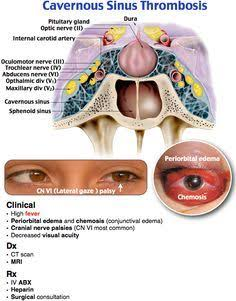 Cavernous Sinus Thrombosis
Dura
Pituitary gland
Optic nerve (II)
Internal carotid artery
Oculomotor nerve (III)
Trochlear nerve (IV)
Abducens nerve (VI)
Opthalmic div (V1)
Maxillary div (V2)
Cavernous sinus
Sphenoid sinus
Periorbital edema
CN VI (Lateral gaze ) palsy
Chemosis
Clinical
• High fever
• Periorbital edema and chemosis (conjunctival edema)
• Cranial nerve palsies (CN VI most common)
• Decreased visual acuity
Dx
• CT scan
• MRI
Rx
• IV ABX
• Heparin
• Surgical consultation